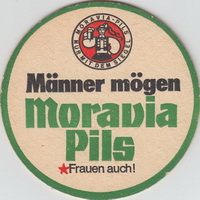 MORAVIA-PILS
NUR MIT DEM SIEGEL
Männer mögen
Moravia
Pils
Frauen auch!